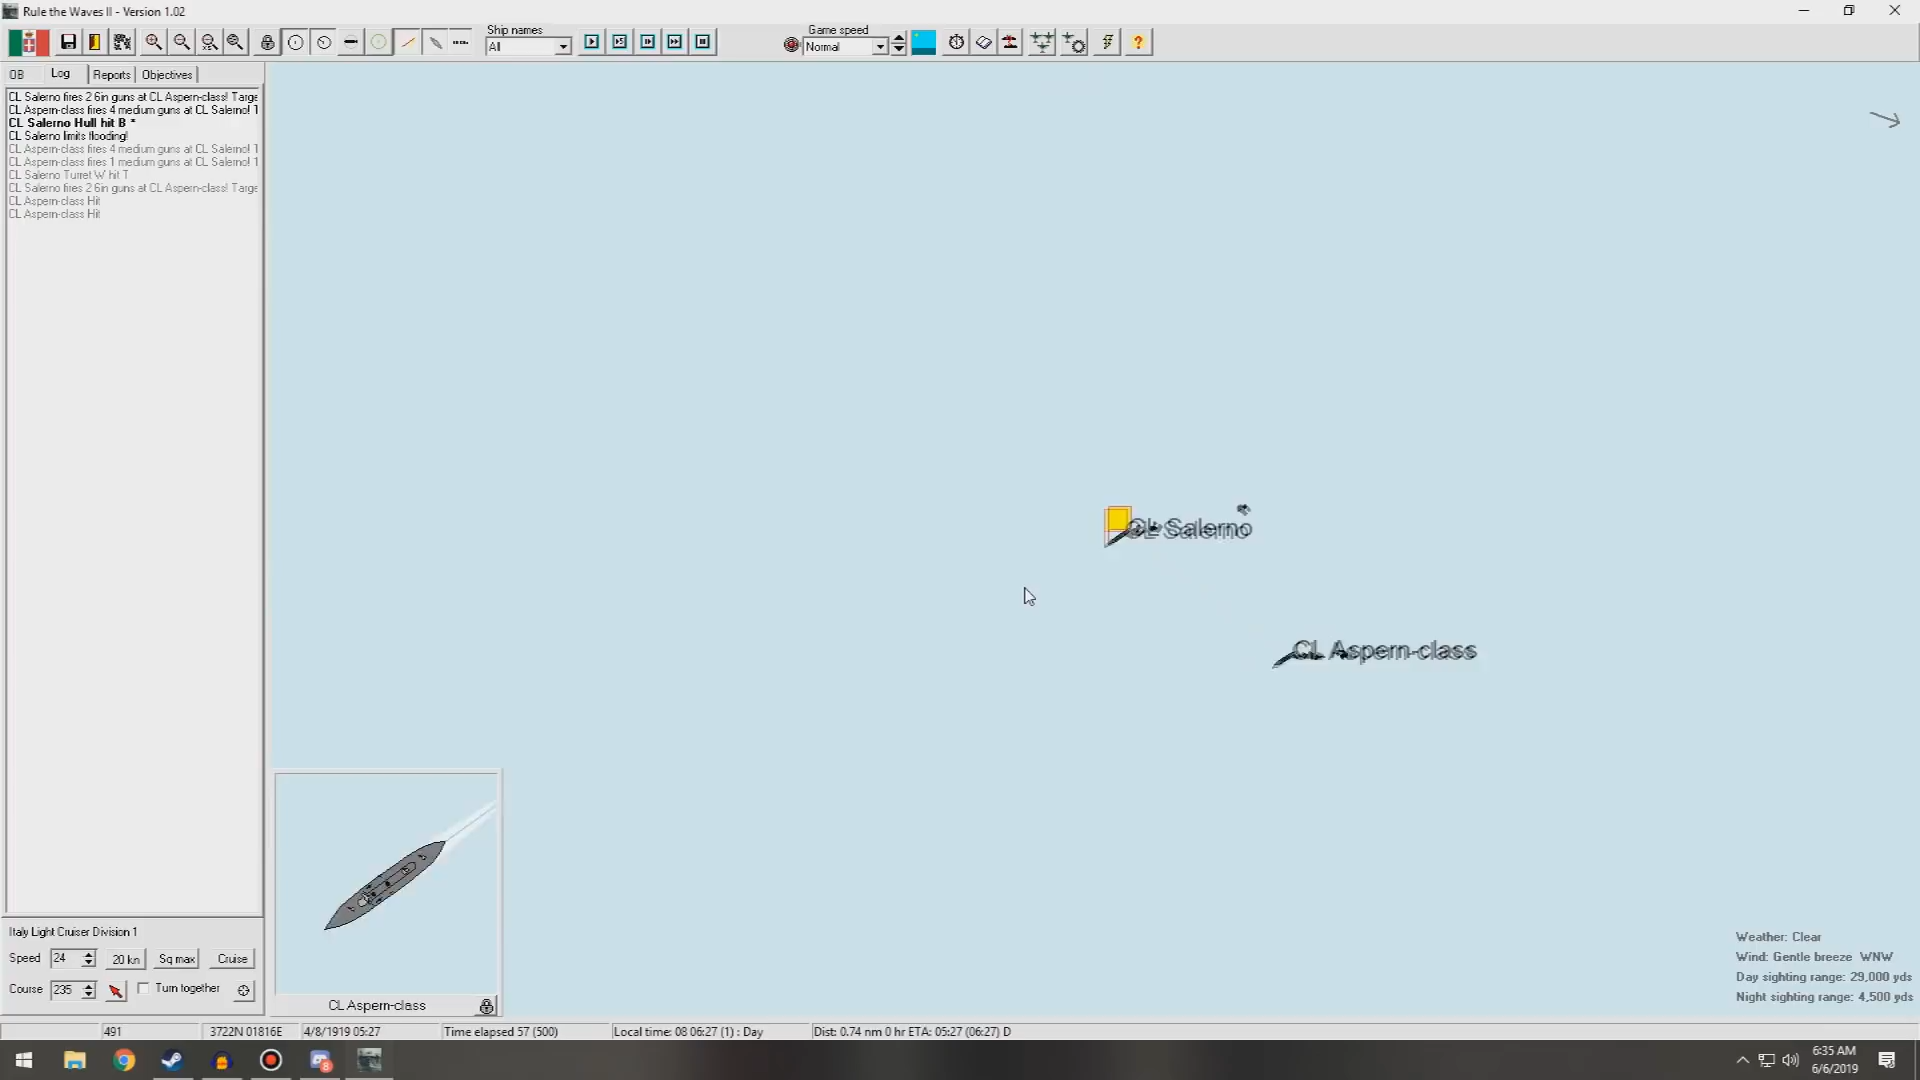 Rule the Waves II - Version 1.02
Ship names
All
Game speed
Normal
OB Log Reports Objectives
CL Salerno fires 2 6in guns at CL Aspern-class! Targe
CL Aspern-class fires 4 medium guns at CL Salerno! T
CL Salerno Hull hit B *
CL Salerno limits flooding!
CL Aspern-class fires 4 medium guns at CL Salerno! T
CL Aspern-class fires 1 medium guns at CL Salerno! T
CL Salerno Turret W hit T
CL Salerno fires 2 6in guns at CL Aspern-class! Targe
CL Aspern-class Hit
CL Aspern-class Hit
CL Salerno
CL Aspern-class
Italy Light Cruiser Division 1
Speed 24 20 kn Sq max Cruise
Course 235 Turn together
CL Aspern-class
Weather: Clear
Wind: Gentle breeze WNW
Day sighting range: 29,000 yds
Night sighting range: 4,500 yds
491 3722N 01816E 4/8/1919 05:27 Time elapsed 57 (500) Local time: 08 06:27 (1) : Day Dist: 0.74 nm 0 hr ETA: 05:27 (06:27) D
8
6:35 AM
6/6/2019